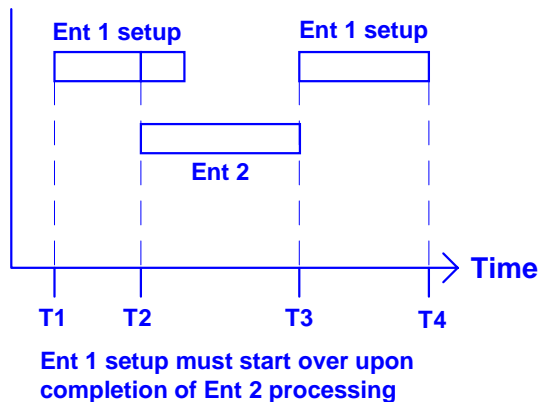 Ent 1 setup
Ent 1 setup
Ent 2
Time
T1
T2
T3
T4
Ent 1 setup must start over upon
completion of Ent 2 processing